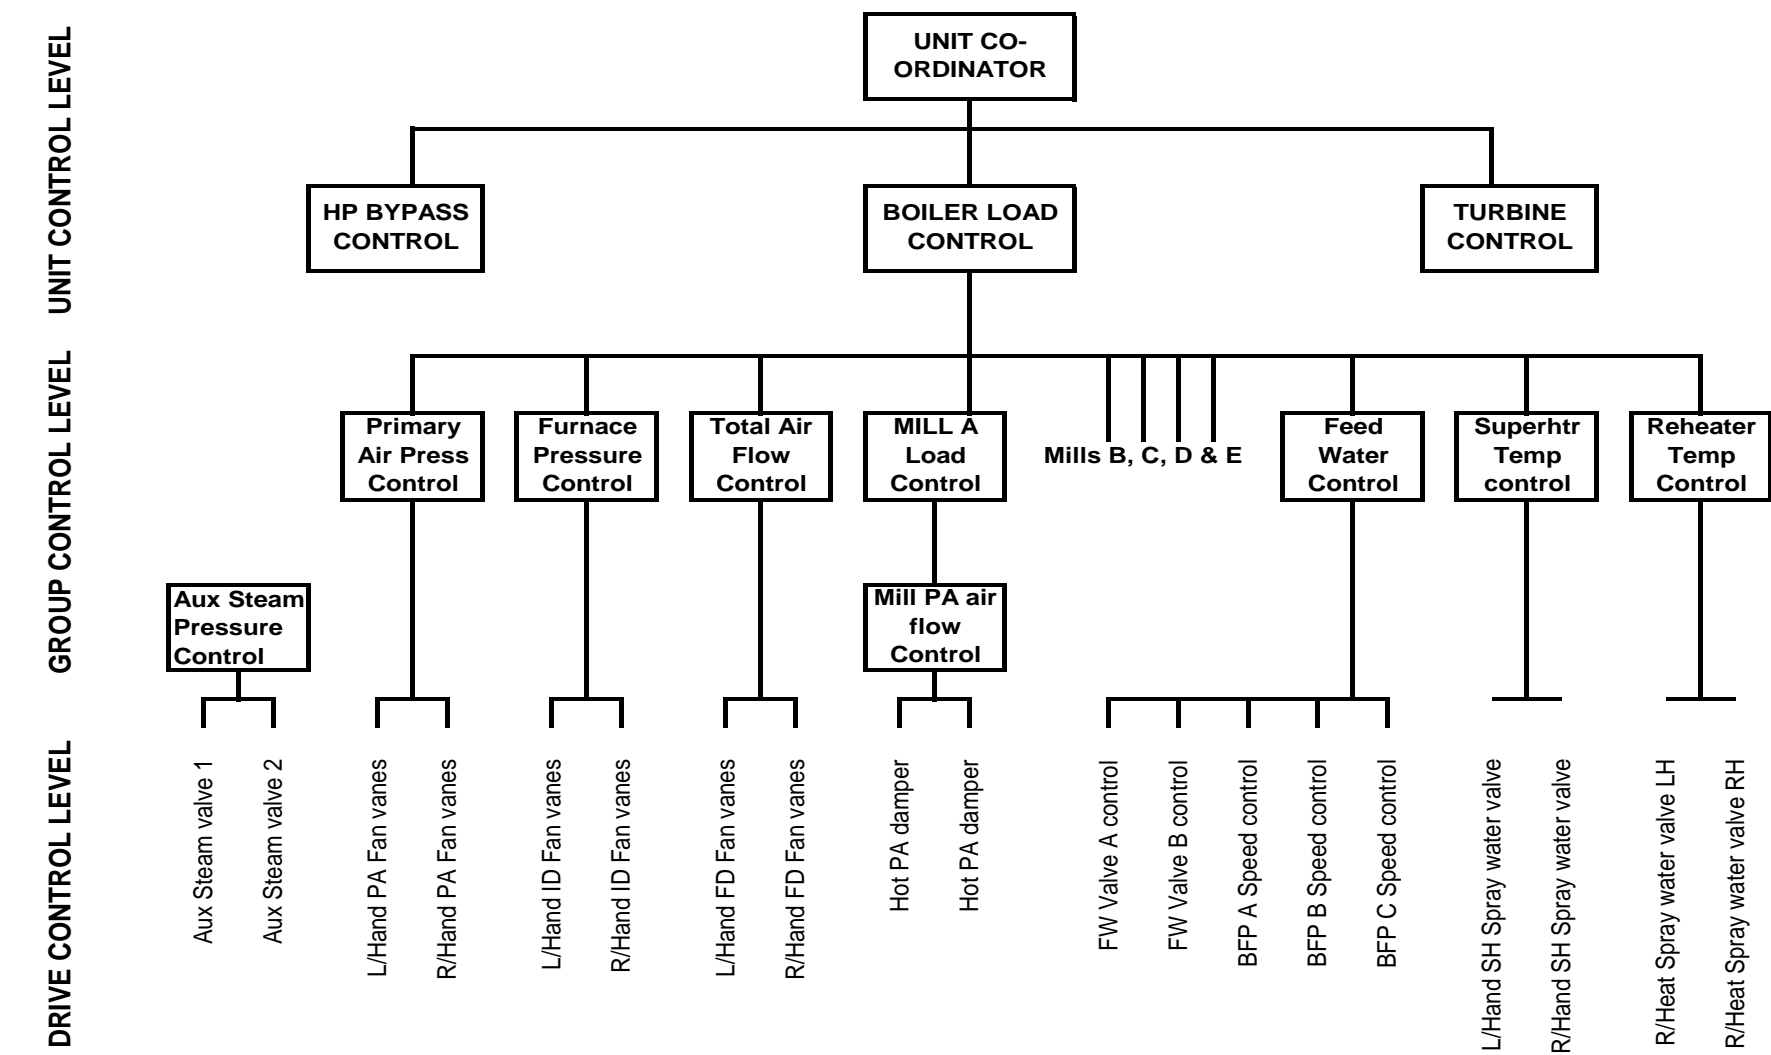 UNIT CONTROL LEVEL
UNIT CO-
ORDINATOR
HP BYPASS
CONTROL
BOILER LOAD
CONTROL
TURBINE
CONTROL
GROUP CONTROL LEVEL
Primary
Air Press
Control
Furnace
Pressure
Control
Total Air
Flow
Control
MILL A
Load
Control
Mills B, C, D & E
Feed
Water
Control
Superhtr
Temp
control
Reheater
Temp
Control
Aux Steam
Pressure
Control
Mill PA air
flow
Control
DRIVE CONTROL LEVEL
Aux Steam valve 1
Aux Steam valve 2
L/Hand PA Fan vanes
R/Hand PA Fan vanes
L/Hand ID Fan vanes
R/Hand ID Fan vanes
L/Hand FD Fan vanes
R/Hand FD Fan vanes
Hot PA damper
Hot PA damper
FW Valve A control
FW Valve B control
BFP A Speed control
BFP B Speed control
BFP C Speed control
L/Hand SH Spray water valve
R/Hand SH Spray water valve
R/Heat Spray water valve LH
R/Heat Spray water valve RH